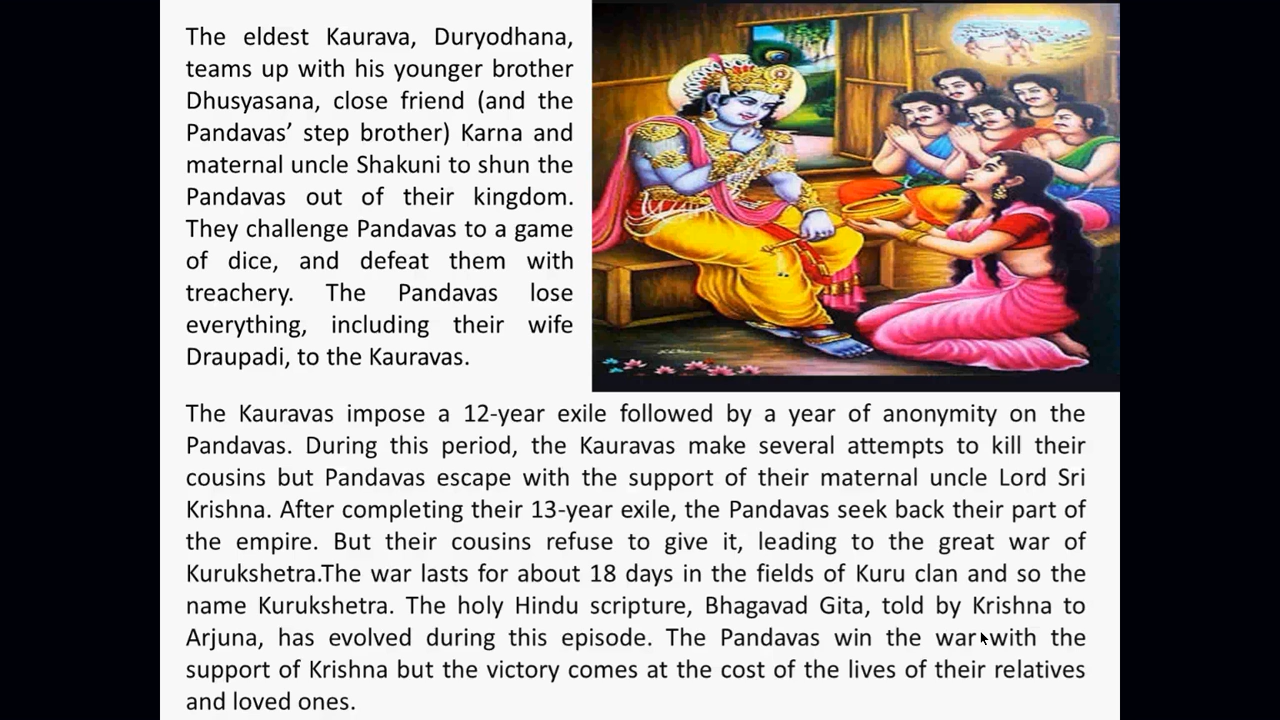 The eldest Kaurava, Duryodhana,
teams up with his younger brother
Dhusyasana, close friend (and the
Pandavas’ step brother) Karna and
maternal uncle Shakuni to shun the
Pandavas out of their kingdom.
They challenge Pandavas to a game
of dice, and defeat them with
treachery. The Pandavas lose
everything, including their wife
Draupadi, to the Kauravas.
The Kauravas impose a 12-year exile followed by a year of anonymity on the
Pandavas. During this period, the Kauravas make several attempts to kill their
cousins but Pandavas escape with the support of their maternal uncle Lord Sri
Krishna. After completing their 13-year exile, the Pandavas seek back their part of
the empire. But their cousins refuse to give it, leading to the great war of
Kurukshetra.The war lasts for about 18 days in the fields of Kuru clan and so the
name Kurukshetra. The holy Hindu scripture, Bhagavad Gita, told by Krishna to
Arjuna, has evolved during this episode. The Pandavas win the war with the
support of Krishna but the victory comes at the cost of the lives of their relatives
and loved ones.